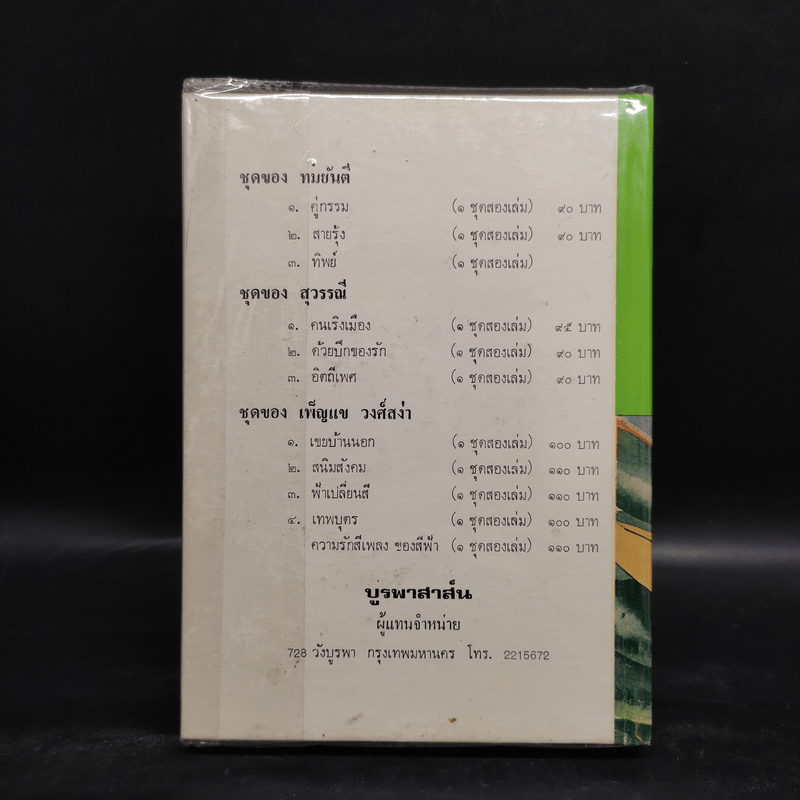 ชุดของ ทมยันตี
๑. คู่กรรม (๑ ชุดสองเล่ม) ๙๐ บาท
๒. สายรุ้ง (๑ ชุดสองเล่ม) ๙๐ บาท
๓. ทิพย์ (๑ ชุดสองเล่ม)
ชุดของ สุวรรณี
๑. คนเริงเมือง (๑ ชุดสองเล่ม) ๙๕ บาท
๒. ด้วยปีกของรัก (๑ ชุดสองเล่ม) ๙๐ บาท
๓. อิตถีเพศ (๑ ชุดสองเล่ม) ๙๐ บาท
ชุดของ เพ็ญแข วงศ์สง่า
๑. เขยบ้านนอก (๑ ชุดสองเล่ม) ๑๐๐ บาท
๒. สนิมสังคม (๑ ชุดสองเล่ม) ๑๑๐ บาท
๓. ฟ้าเปลี่ยนสี (๑ ชุดสองเล่ม) ๑๑๐ บาท
๔. เทพบุตร (๑ ชุดสองเล่ม) ๑๐๐ บาท
ความรักสีเพลง ของสีฟ้า (๑ ชุดสองเล่ม) ๑๑๐ บาท
บูรพาสาส์น
ผู้แทนจำหน่าย
728 วังบูรพา กรุงเทพมหานคร โทร. 2215672